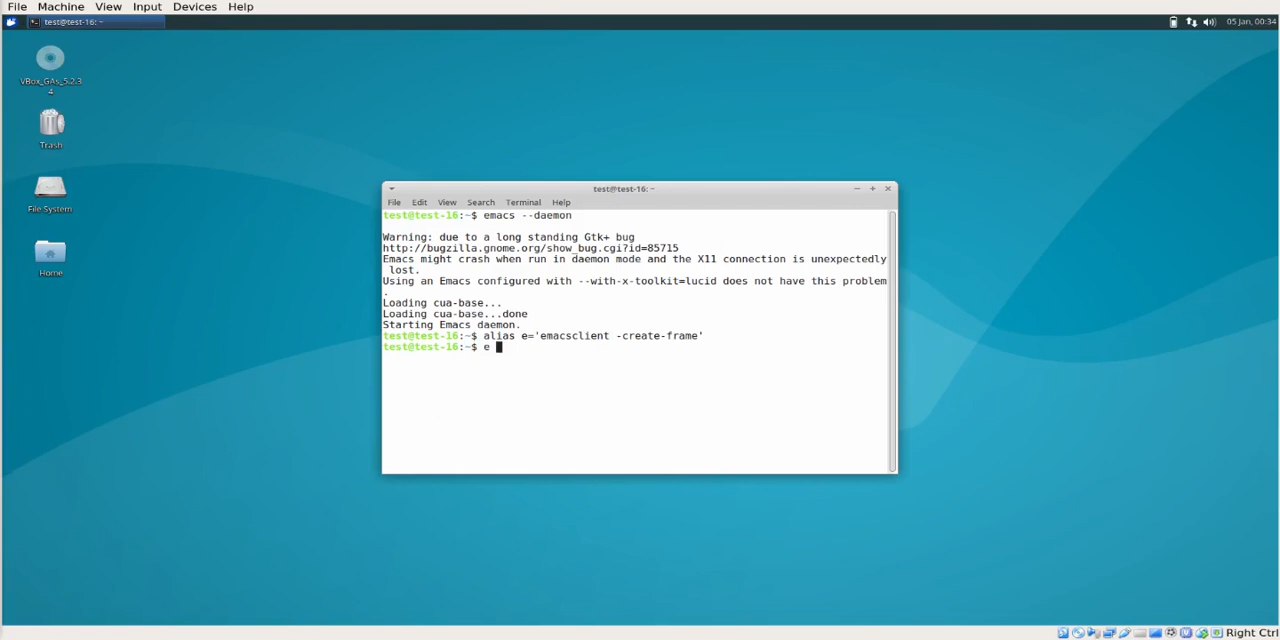 File Machine View Input Devices Help
test@test-16: ~
05 Jan, 00:34
VBox_GAs_5.2.3
4
Trash
File System
Home
test@test-16: ~
File Edit View Search Terminal Help
test@test-16:~$ emacs --daemon
Warning: due to a long standing Gtk+ bug
http://bugzilla.gnome.org/show_bug.cgi?id=85715
Emacs might crash when run in daemon mode and the X11 connection is unexpectedly
lost.
Using an Emacs configured with --with-x-toolkit=lucid does not have this problem
.
Loading cua-base...
Loading cua-base...done
Starting Emacs daemon.
test@test-16:~$ alias e='emacsclient -create-frame'
test@test-16:~$ e
Right Ctrl